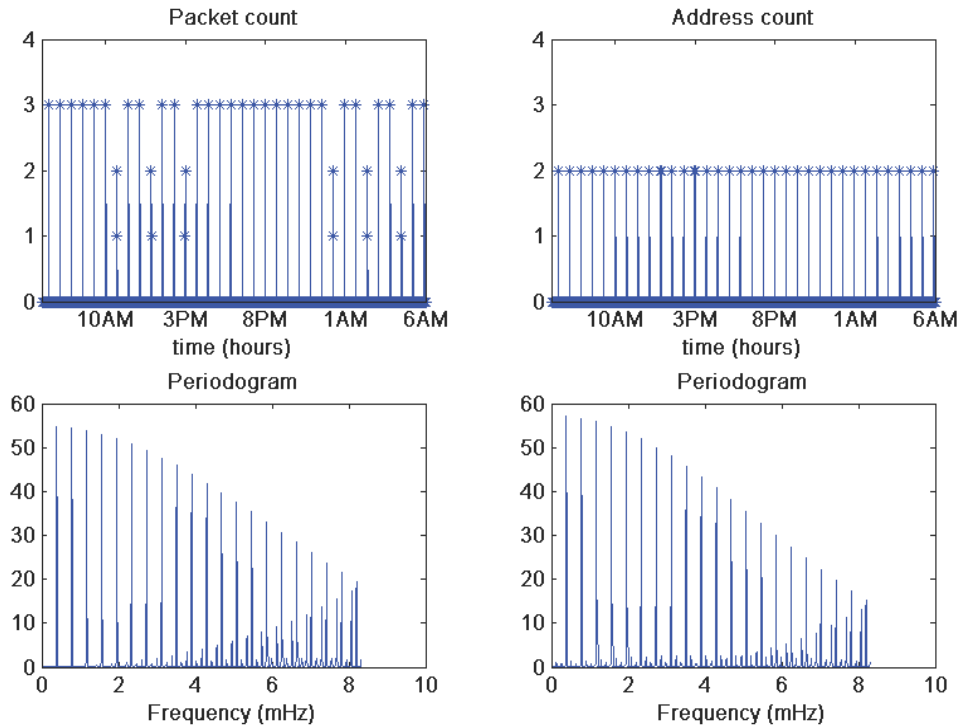 Packet count
4
3
2
1
0
10AM 3PM 8PM 1AM 6AM
time (hours)
Address count
4
3
2
1
0
10AM 3PM 8PM 1AM 6AM
time (hours)
Periodogram
60
50
40
30
20
10
0
0 2 4 6 8 10
Frequency (mHz)
Periodogram
60
50
40
30
20
10
0
0 2 4 6 8 10
Frequency (mHz)